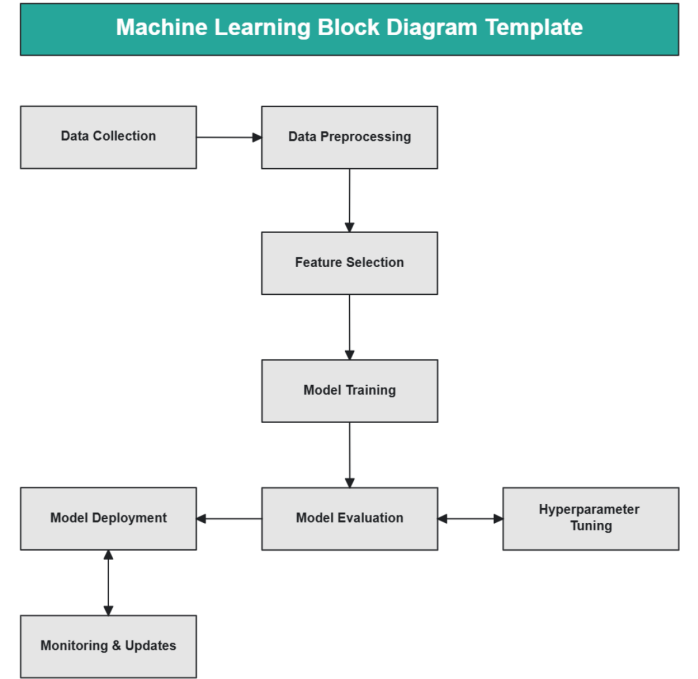 Machine Learning Block Diagram Template
Data Collection
Data Preprocessing
Feature Selection
Model Training
Model Deployment
Model Evaluation
Hyperparameter
Tuning
Monitoring & Updates